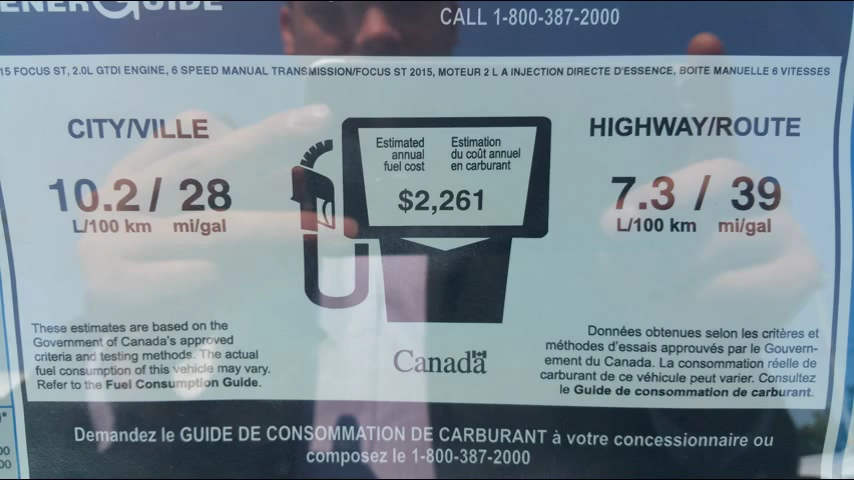 ENERGUIDE
CALL 1-800-387-2000
15 FOCUS ST, 2.0L GTDI ENGINE, 6 SPEED MANUAL TRANSMISSION/FOCUS ST 2015, MOTEUR 2 L A INJECTION DIRECTE D'ESSENCE, BOITE MANUELLE 6 VITESSES
CITY/VILLE
10.2 / 28
L/100 km mi/gal
Estimated annual fuel cost
Estimation du coût annuel en carburant
$2,261
HIGHWAY/ROUTE
7.3 / 39
L/100 km mi/gal
These estimates are based on the
Government of Canada's approved
criteria and testing methods. The actual
fuel consumption of this vehicle may vary.
Refer to the Fuel Consumption Guide.
Canada
Données obtenues selon les critères et
méthodes d'essais approuvés par le Gouvern-
ement du Canada. La consommation réelle de
carburant de ce véhicule peut varier. Consultez
le Guide de consommation de carburant.
Demandez le GUIDE DE CONSOMMATION DE CARBURANT à votre concessionnaire ou
composez le 1-800-387-2000